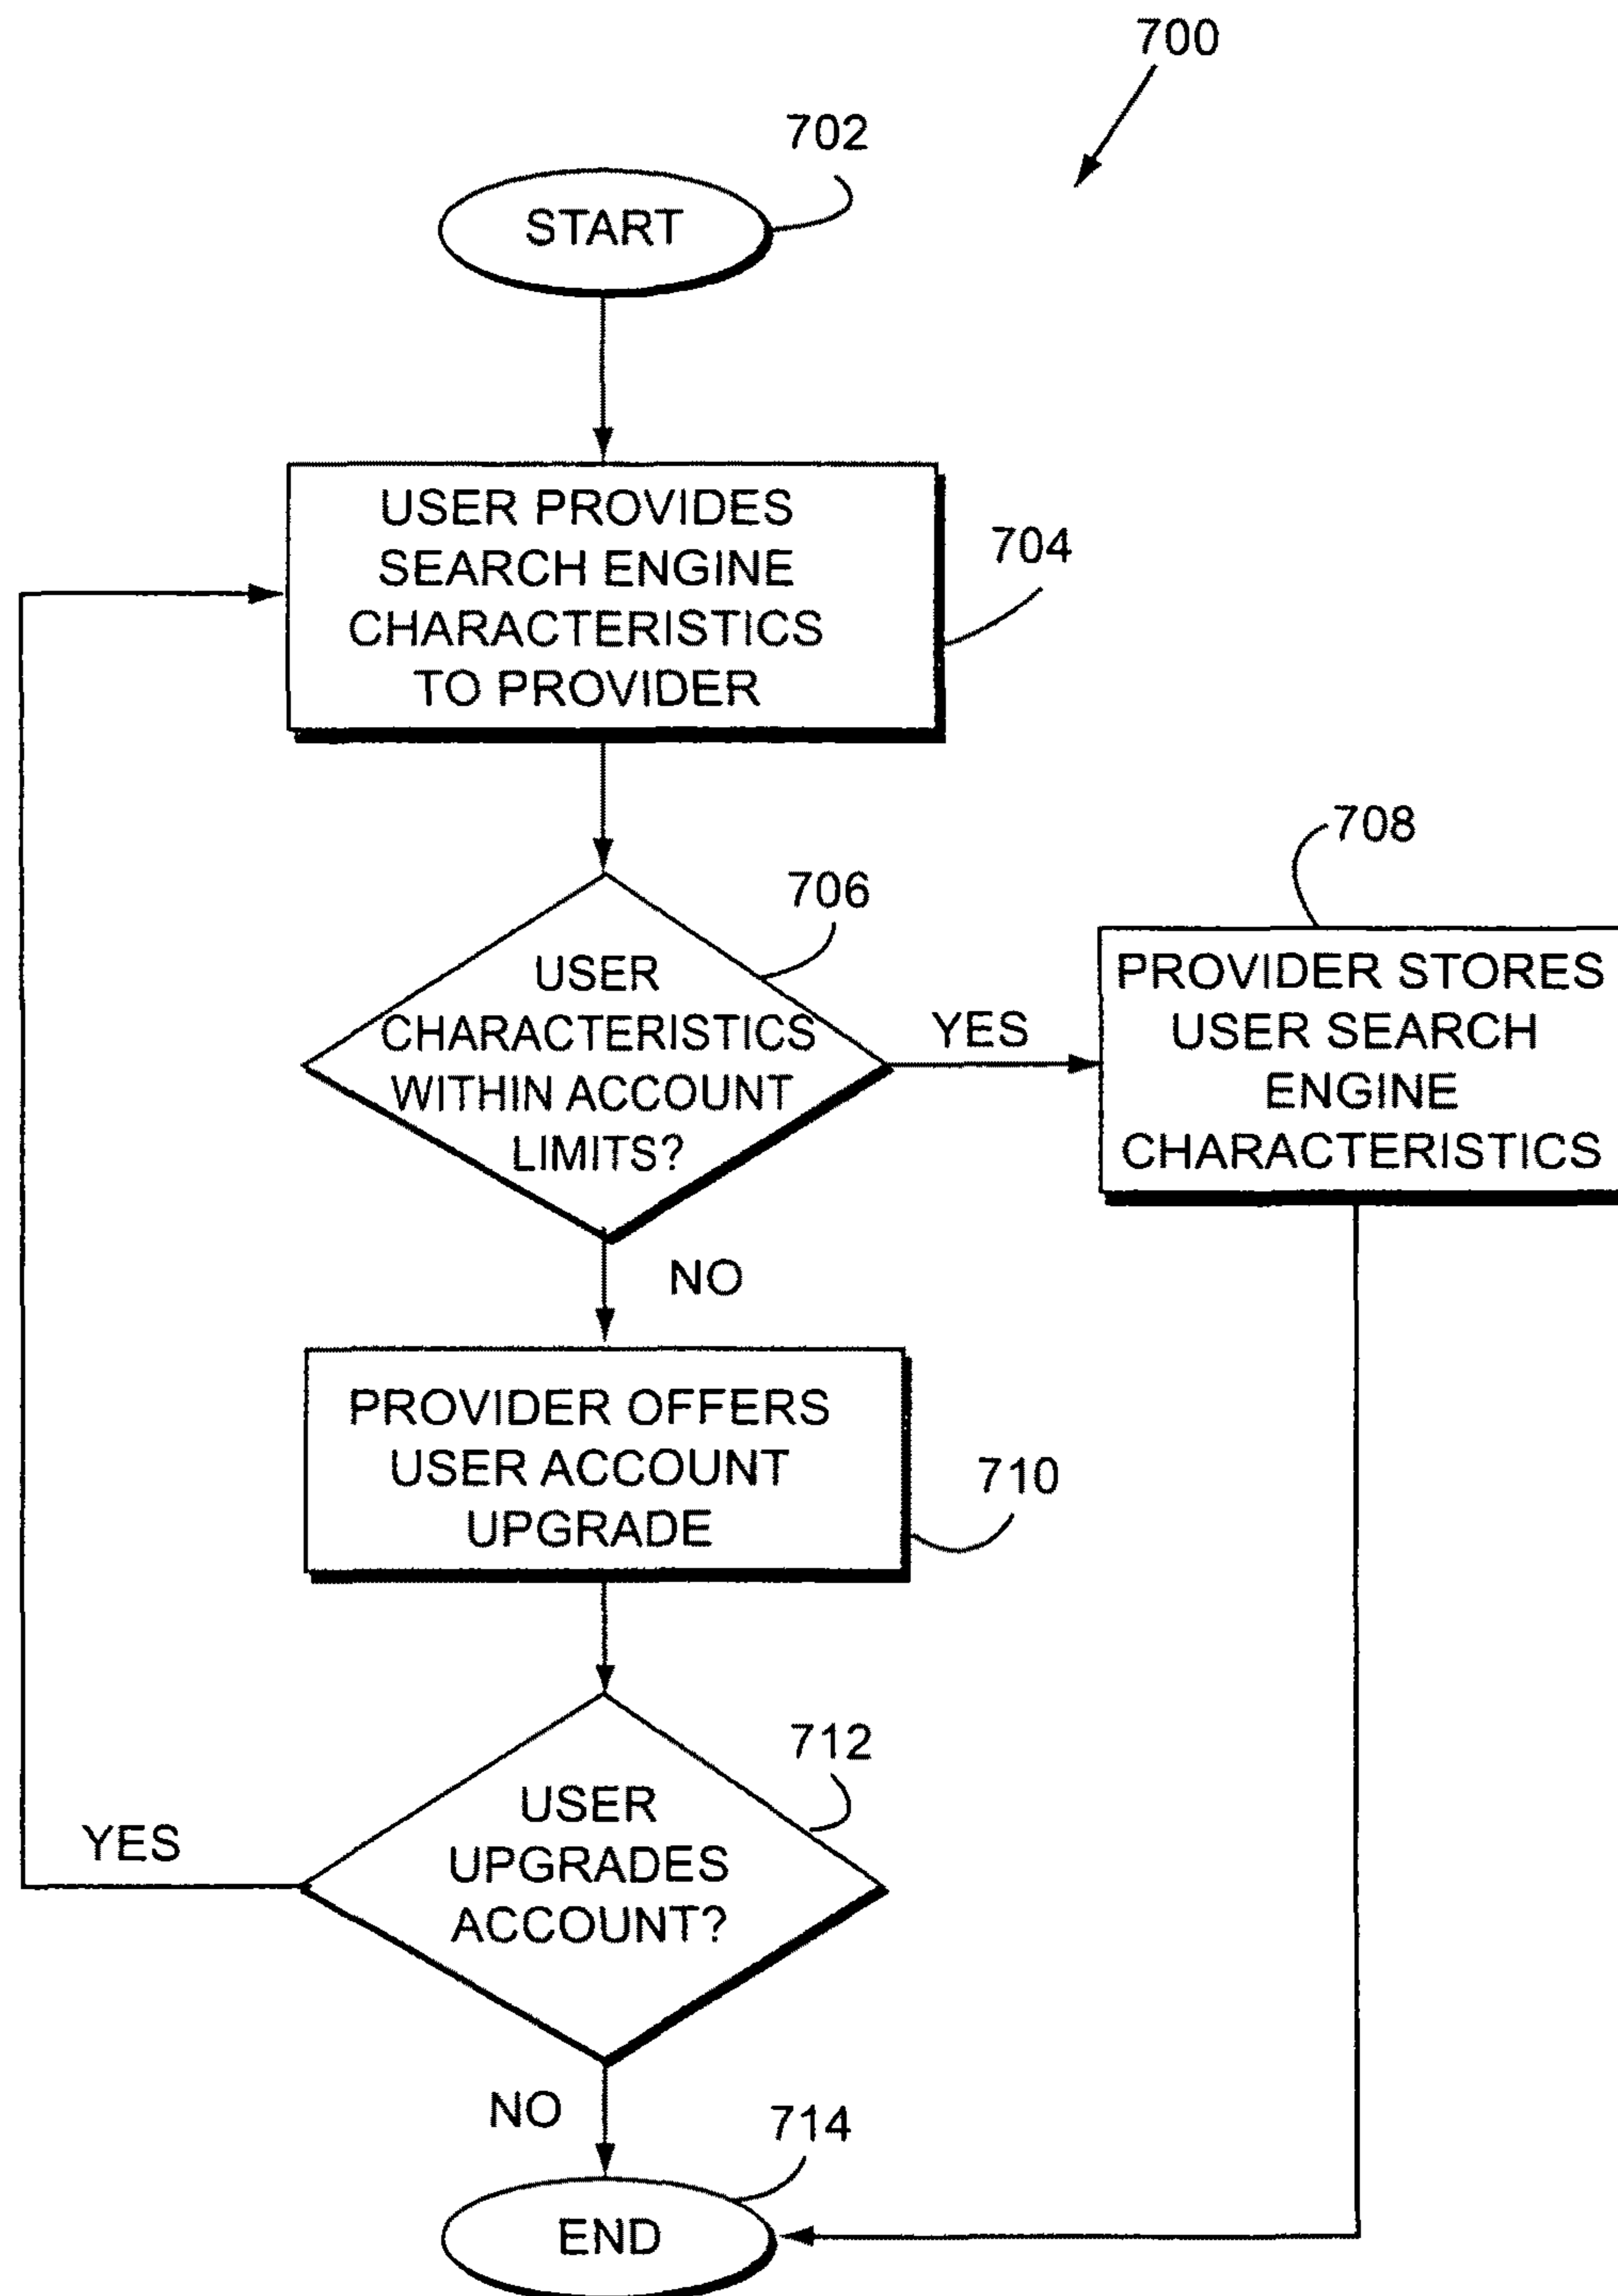 700
702
START
USER PROVIDES
SEARCH ENGINE
CHARACTERISTICS
TO PROVIDER
704
706
USER
CHARACTERISTICS
WITHIN ACCOUNT
LIMITS?
YES
708
PROVIDER STORES
USER SEARCH
ENGINE
CHARACTERISTICS
NO
PROVIDER OFFERS
USER ACCOUNT
UPGRADE
710
712
USER
UPGRADES
ACCOUNT?
YES
NO
714
END